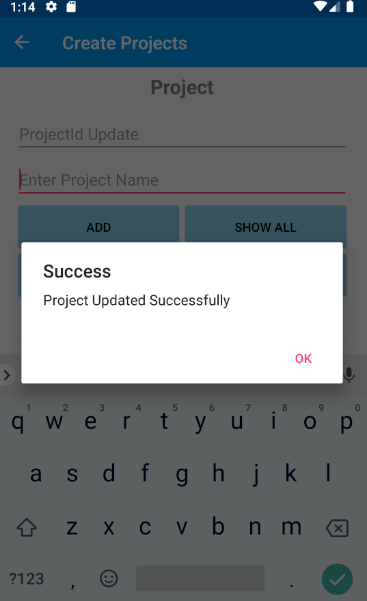 1:14
Create Projects
Project
ProjectId Update
Enter Project Name
ADD SHOW ALL
Success
Project Updated Successfully
OK
1 2 3 4 5 6 7 8 9 0
q w e r t y u i o p
a s d f g h j k l
z x c v b n m
?123 , .